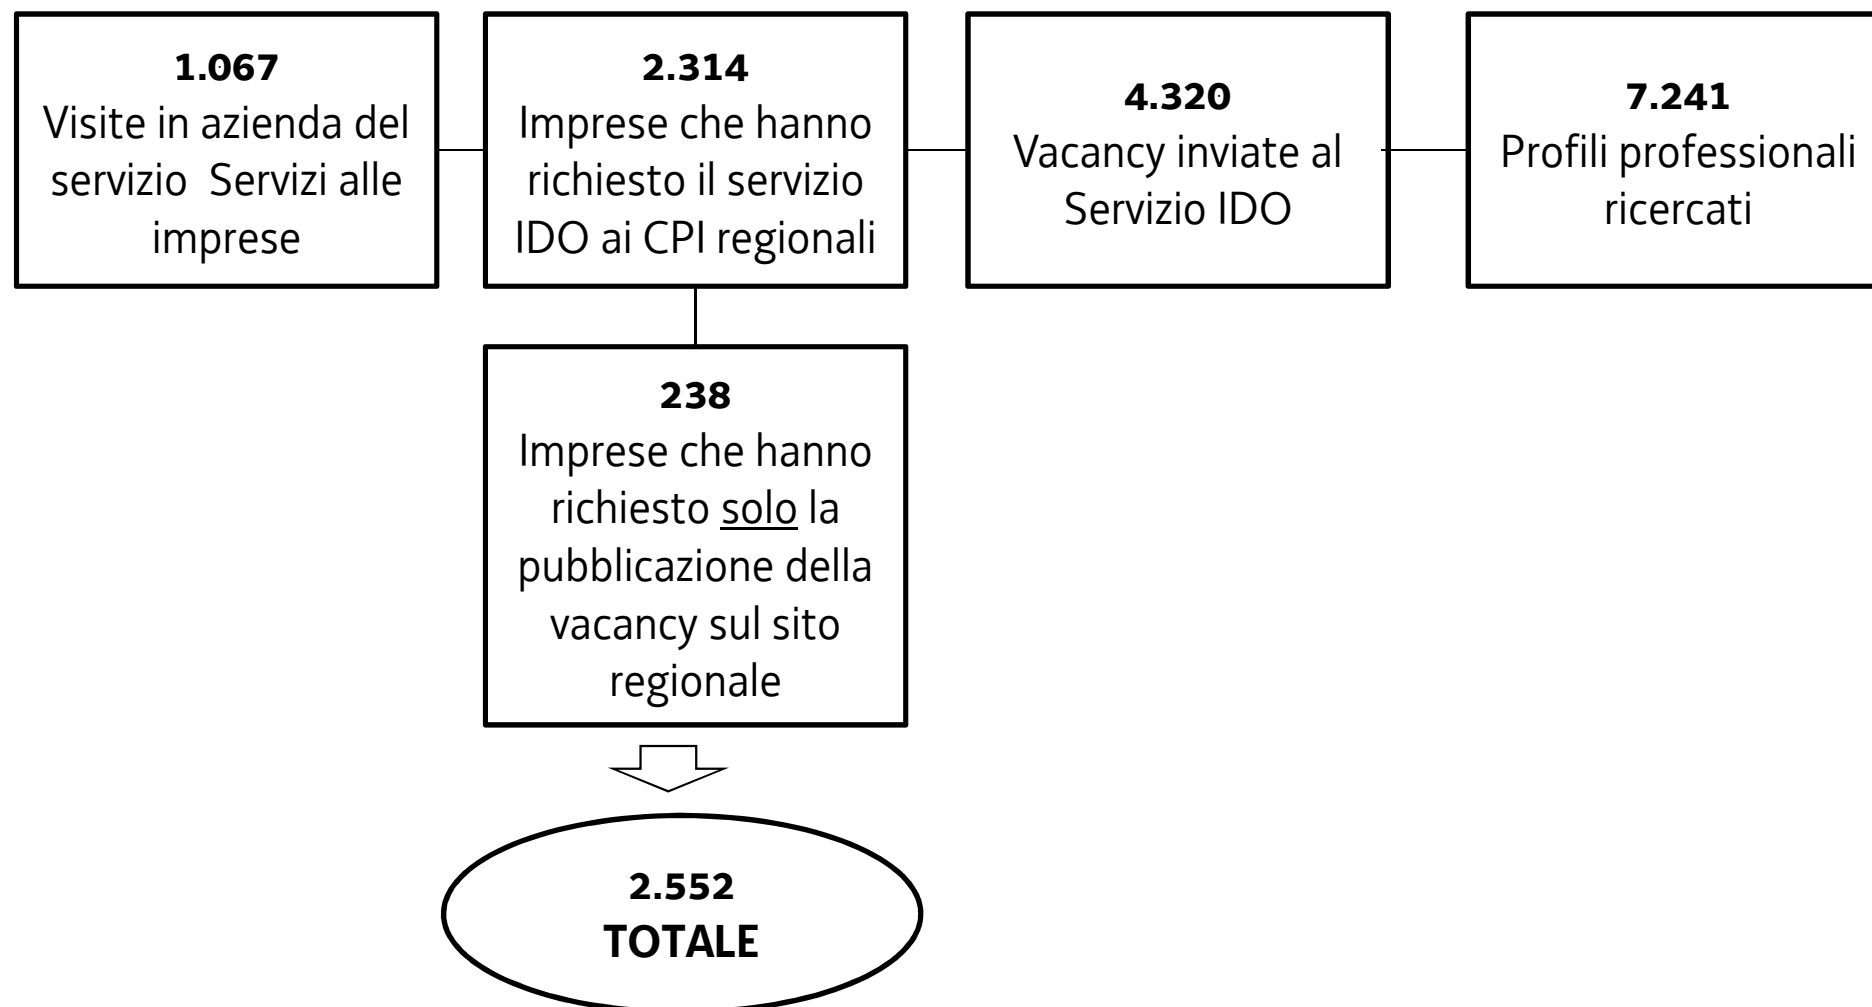 1.067
Visite in azienda del
servizio  Servizi alle
imprese
2.314
Imprese che hanno
richiesto il servizio
IDO ai CPI regionali
4.320
Vacancy inviate al
Servizio IDO
7.241
Profili professionali
ricercati
238
Imprese che hanno
richiesto solo la
pubblicazione della
vacancy sul sito
regionale
2.552
TOTALE